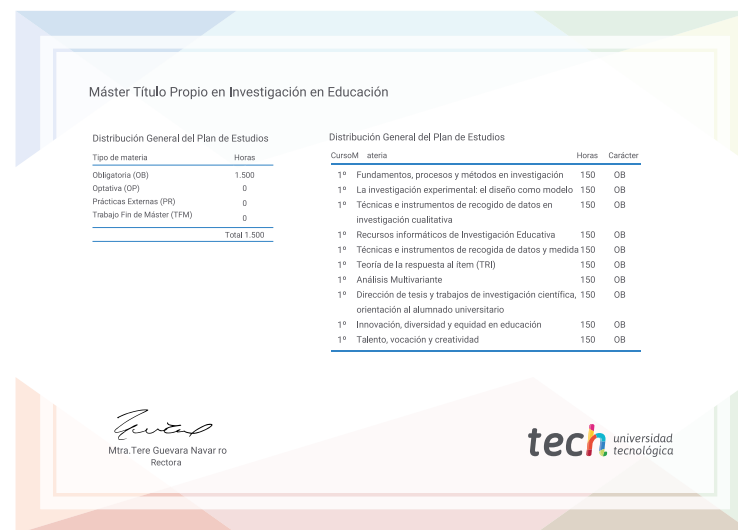 Máster Título Propio en Investigación en Educación
Distribución General del Plan de Estudios
Tipo de materia Horas
Obligatoria (OB) 1.500
Optativa (OP) 0
Prácticas Externas (PR) 0
Trabajo Fin de Máster (TFM) 0
Total 1.500
Distribución General del Plan de Estudios
CursoM ateria Horas Carácter
1º Fundamentos, procesos y métodos en investigación 150 OB
1º La investigación experimental: el diseño como modelo 150 OB
1º Técnicas e instrumentos de recogido de datos en 150 OB
investigación cualitativa
1º Recursos informáticos de Investigación Educativa 150 OB
1º Técnicas e instrumentos de recogida de datos y medida 150 OB
1º Teoría de la respuesta al ítem (TRI) 150 OB
1º Análisis Multivariante 150 OB
1º Dirección de tesis y trabajos de investigación científica, 150 OB
orientación al alumnado universitario
1º Innovación, diversidad y equidad en educación 150 OB
1º Talento, vocación y creatividad 150 OB
Mtra.Tere Guevara Navar ro
Rectora
tech universidad
tecnológica